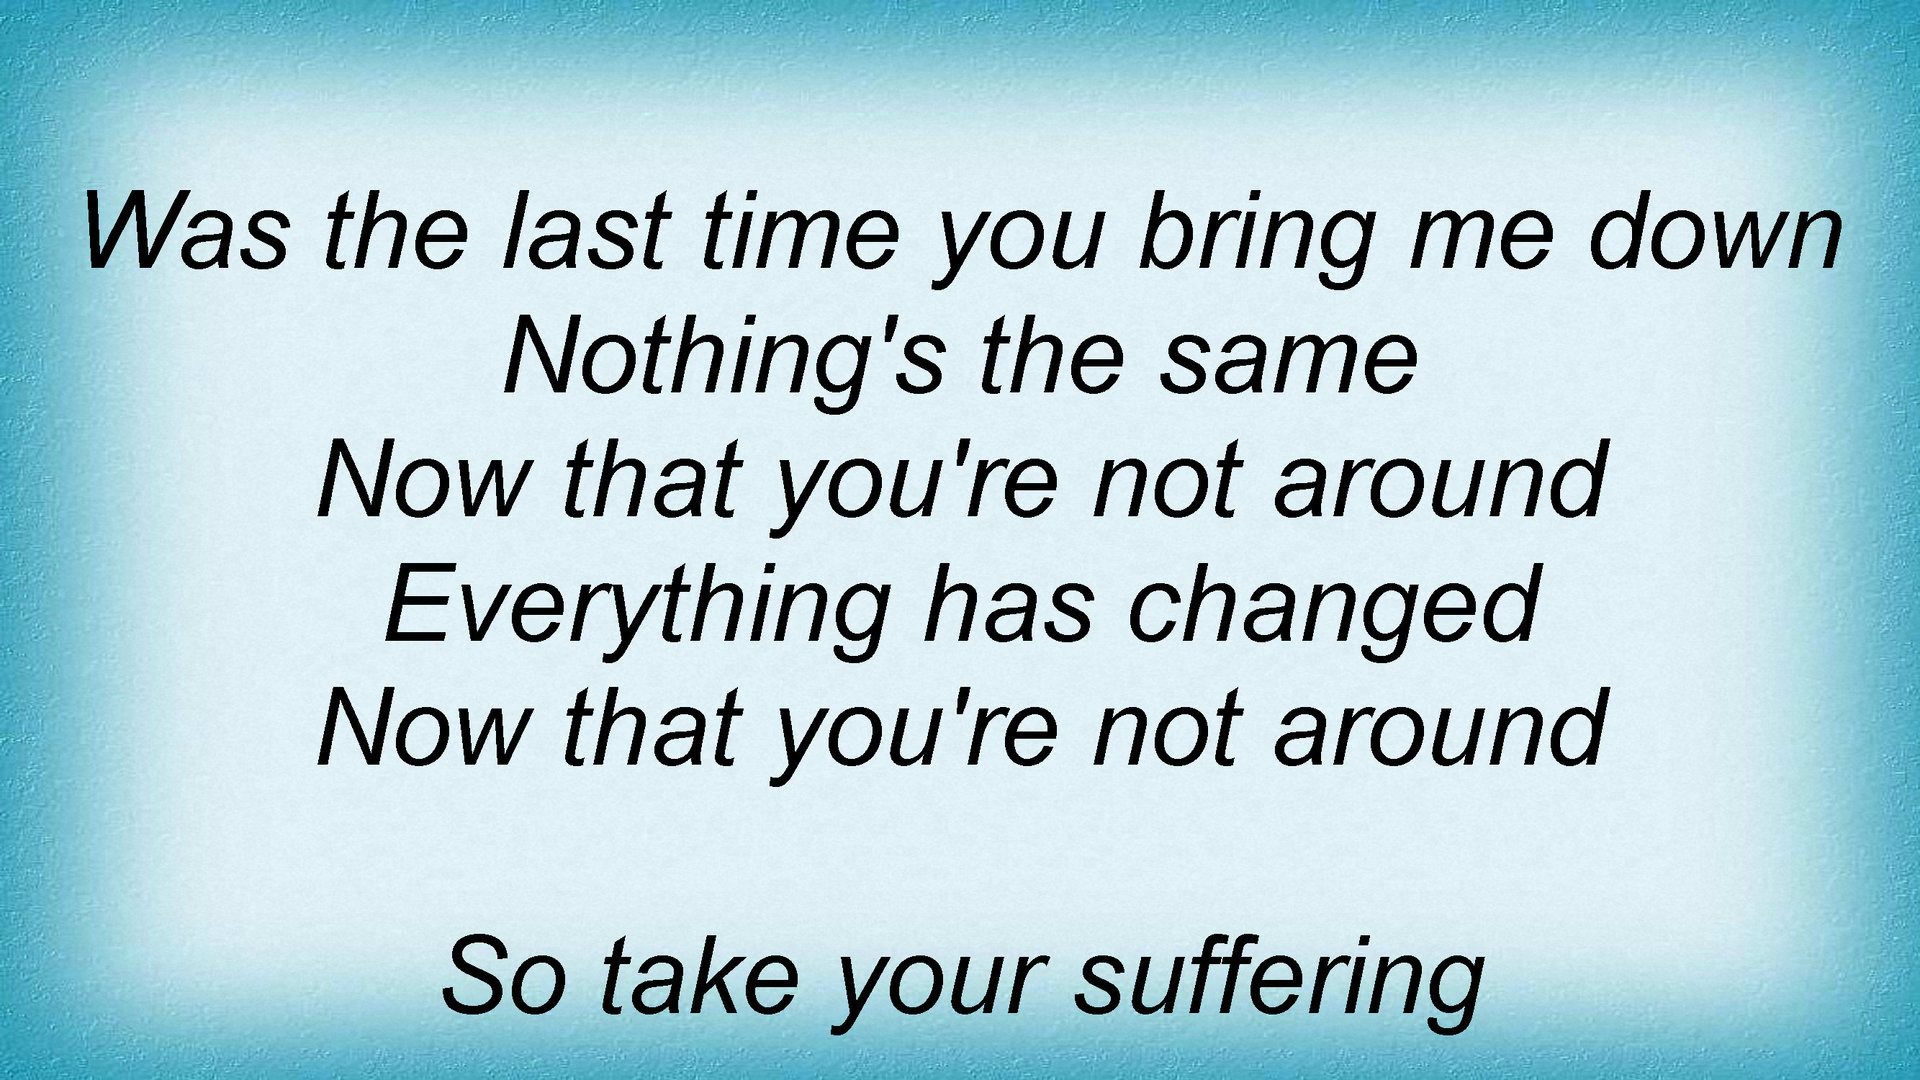 Was the last time you bring me down
Nothing's the same
Now that you're not around
Everything has changed
Now that you're not around
So take your suffering